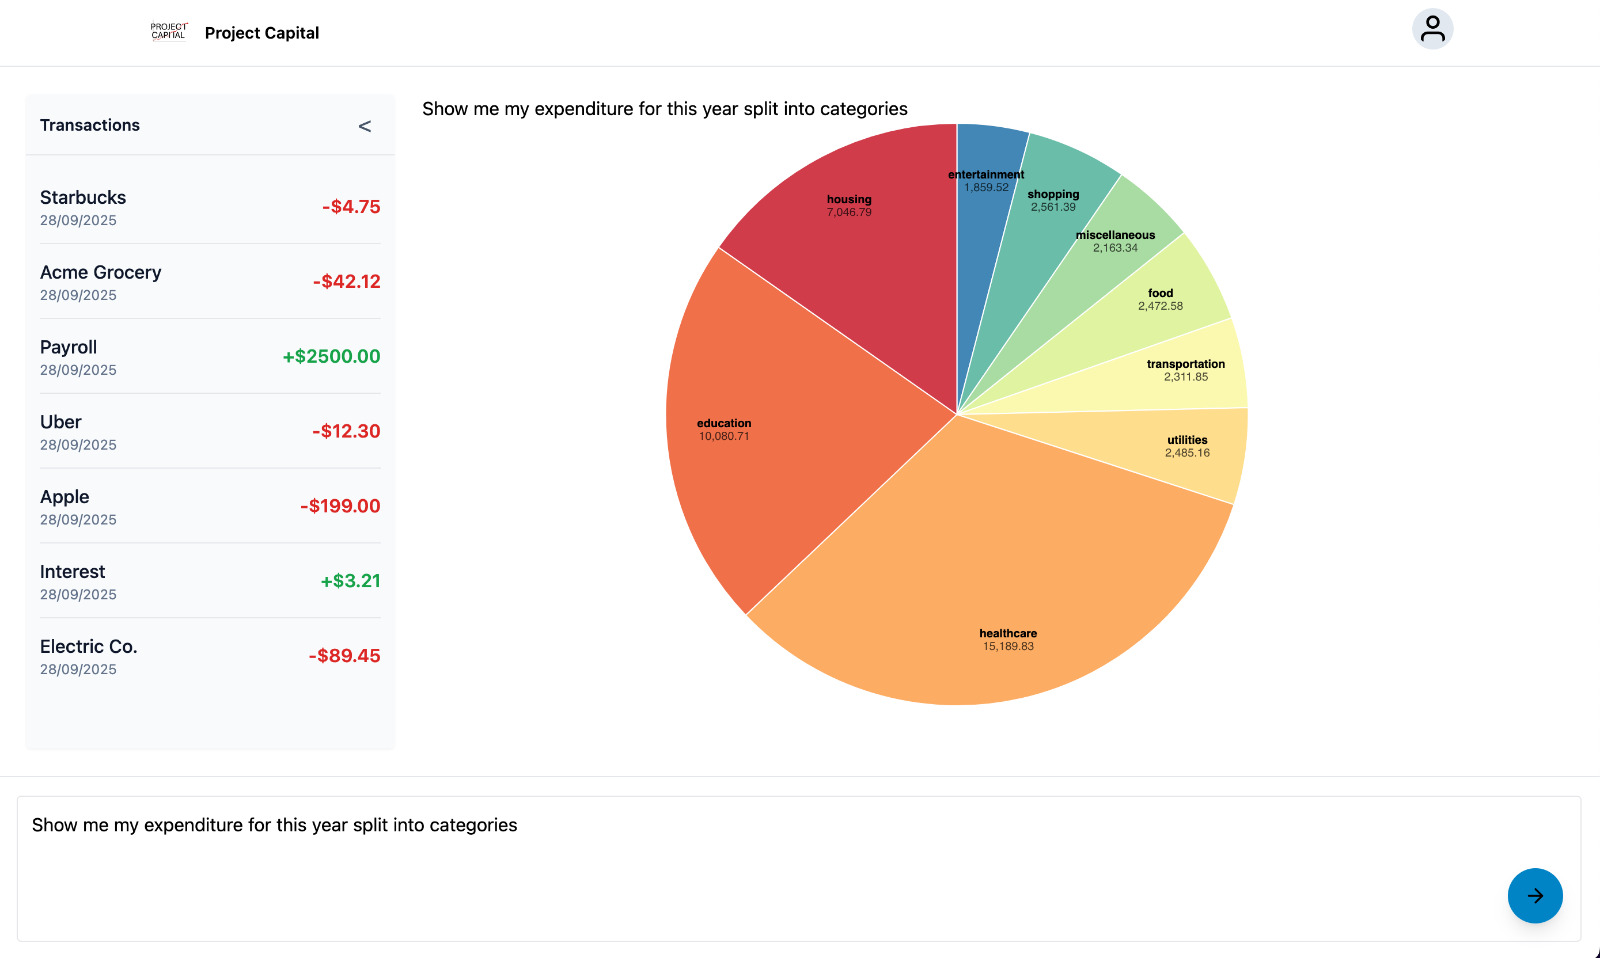 PROJECT
CAPITAL
Project Capital
Transactions
<
Starbucks
28/09/2025
-$4.75
Acme Grocery
28/09/2025
-$42.12
Payroll
28/09/2025
+$2500.00
Uber
28/09/2025
-$12.30
Apple
28/09/2025
-$199.00
Interest
28/09/2025
+$3.21
Electric Co.
28/09/2025
-$89.45
Show me my expenditure for this year split into categories
entertainment
1,859.52
shopping
2,561.39
miscellaneous
2,163.34
food
2,472.58
transportation
2,311.85
utilities
2,485.16
healthcare
15,189.83
education
10,080.71
housing
7,046.79
Show me my expenditure for this year split into categories